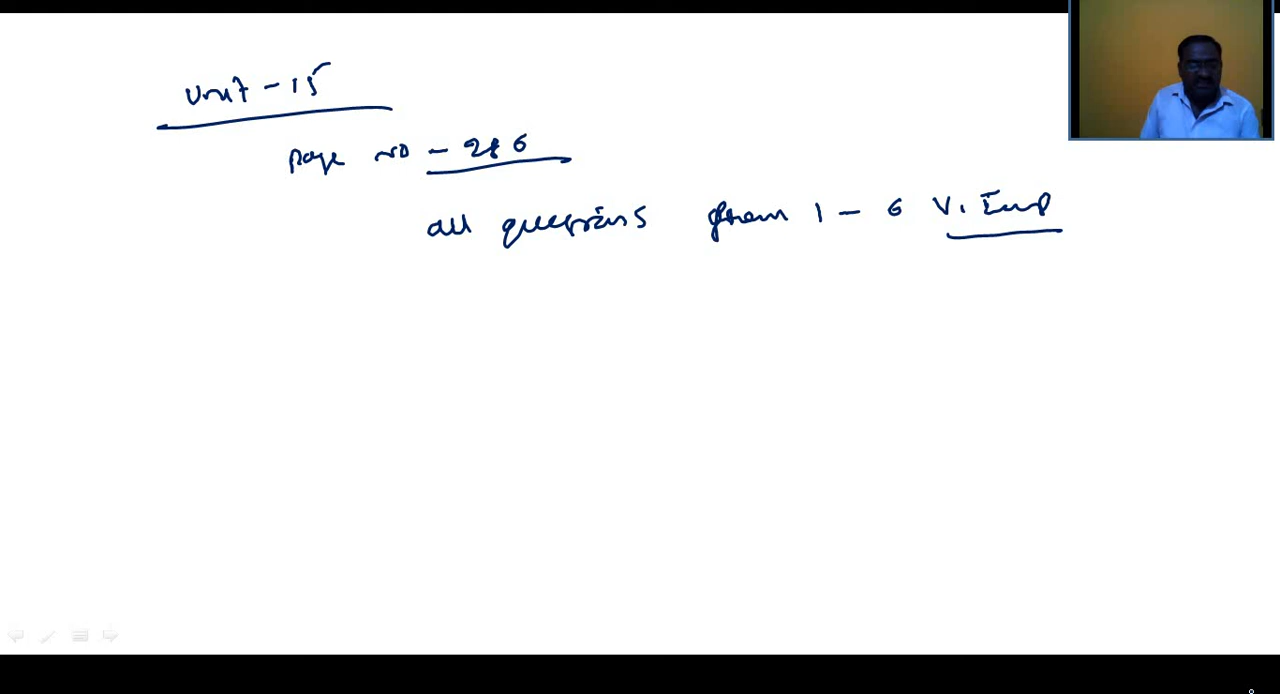 Unit - 15
page no - 286
all questions from 1 - 6 V. Imp